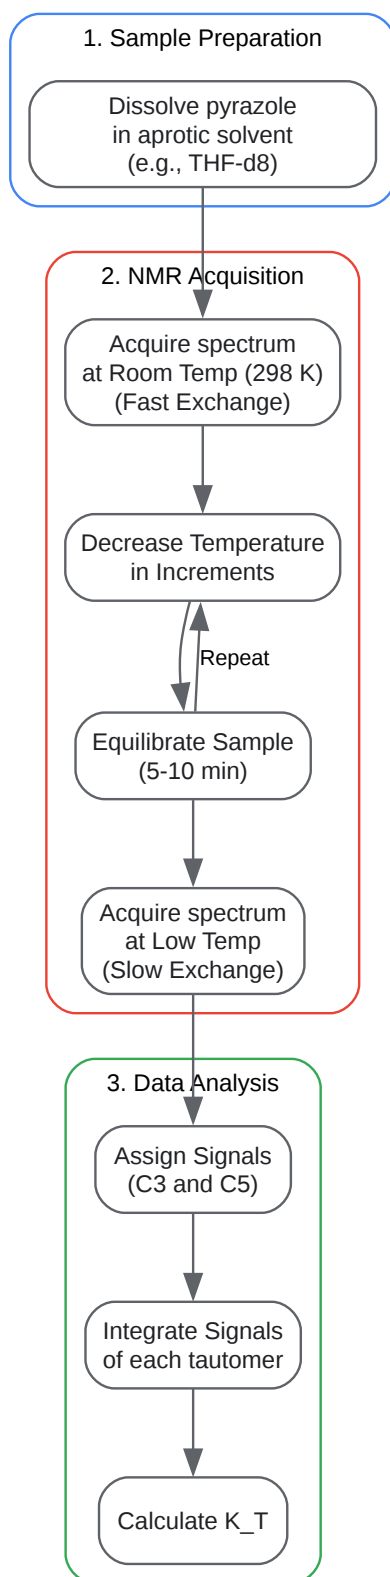 1. Sample Preparation
Dissolve pyrazole
in aprotic solvent
(e.g., THF-d8)
2. NMR Acquisition
Acquire spectrum
at Room Temp (298 K)
(Fast Exchange)
Decrease Temperature
in Increments
Repeat
Equilibrate Sample
(5-10 min)
Acquire spectrum
at Low Temp
(Slow Exchange)
3. Data Analysis
Assign Signals
(C3 and C5)
Integrate Signals
of each tautomer
Calculate K_T